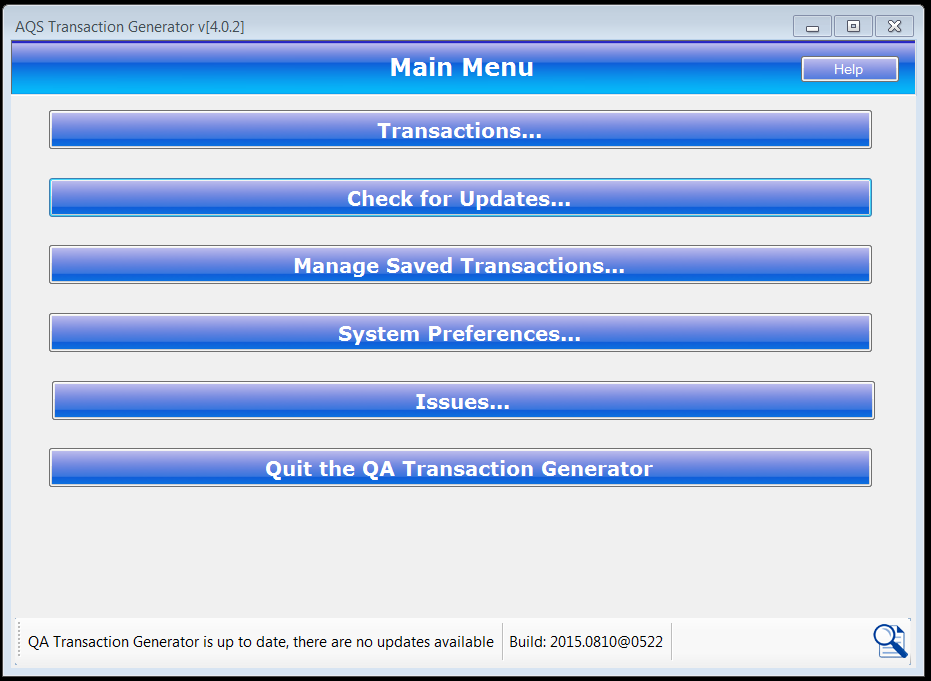 AQS Transaction Generator v[4.0.2]
Main Menu
Help
Transactions...
Check for Updates...
Manage Saved Transactions...
System Preferences...
Issues...
Quit the QA Transaction Generator
QA Transaction Generator is up to date, there are no updates available
Build: 2015.0810@0522